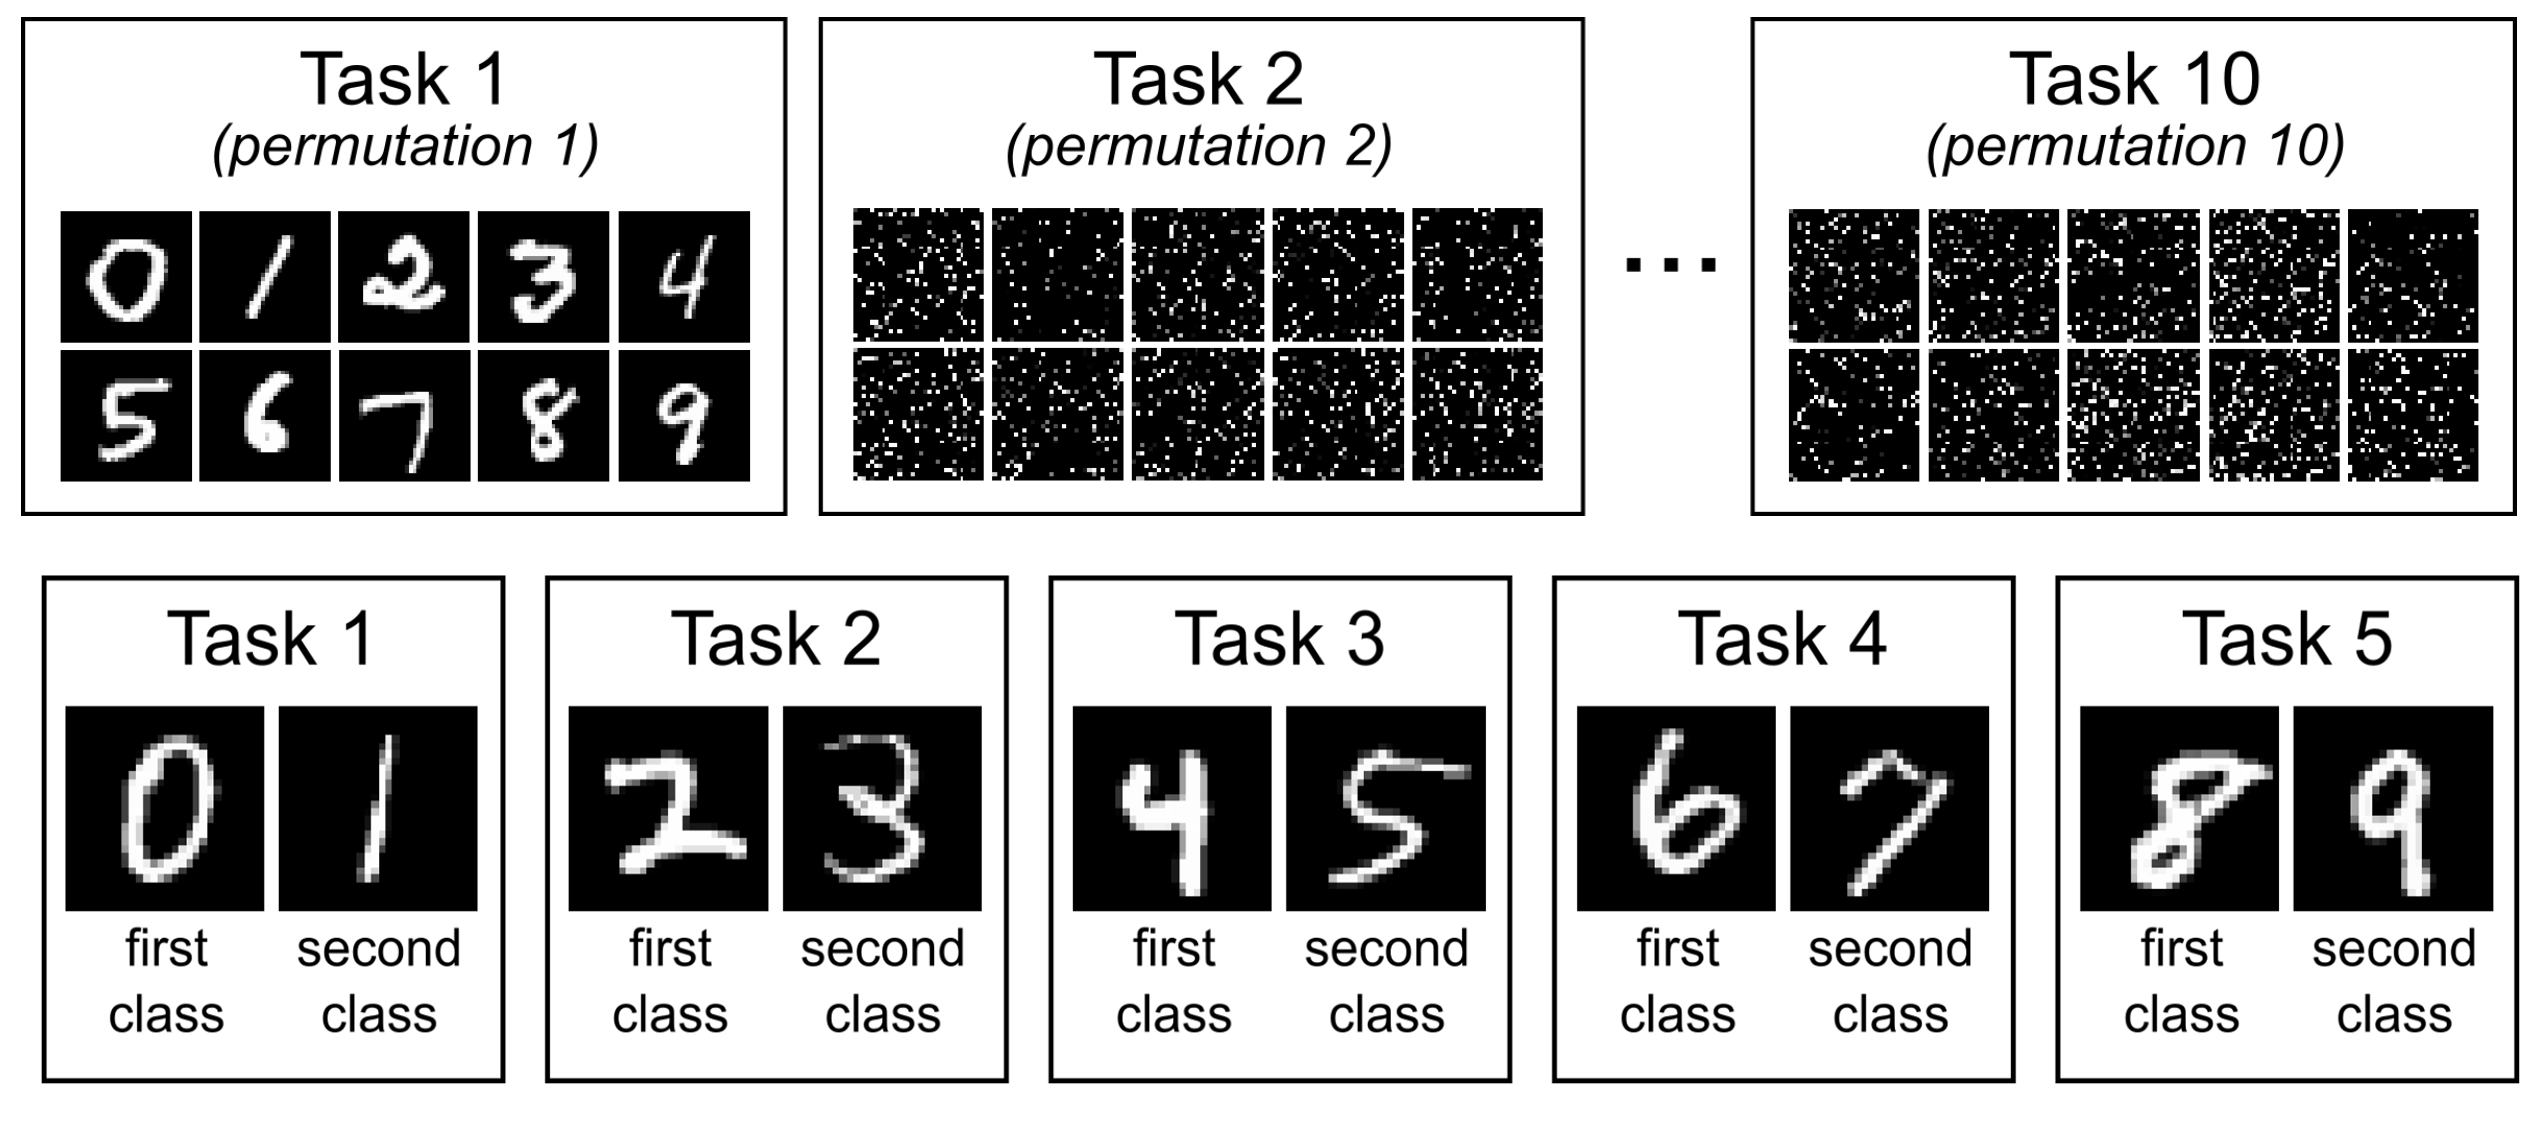 Task 1
(permutation 1)
0 1 2 3 4
5 6 7 8 9
Task 2
(permutation 2)
...
Task 10
(permutation 10)
Task 1
0 1
first second
class class
Task 2
2 3
first second
class class
Task 3
4 5
first second
class class
Task 4
6 7
first second
class class
Task 5
8 9
first second
class class